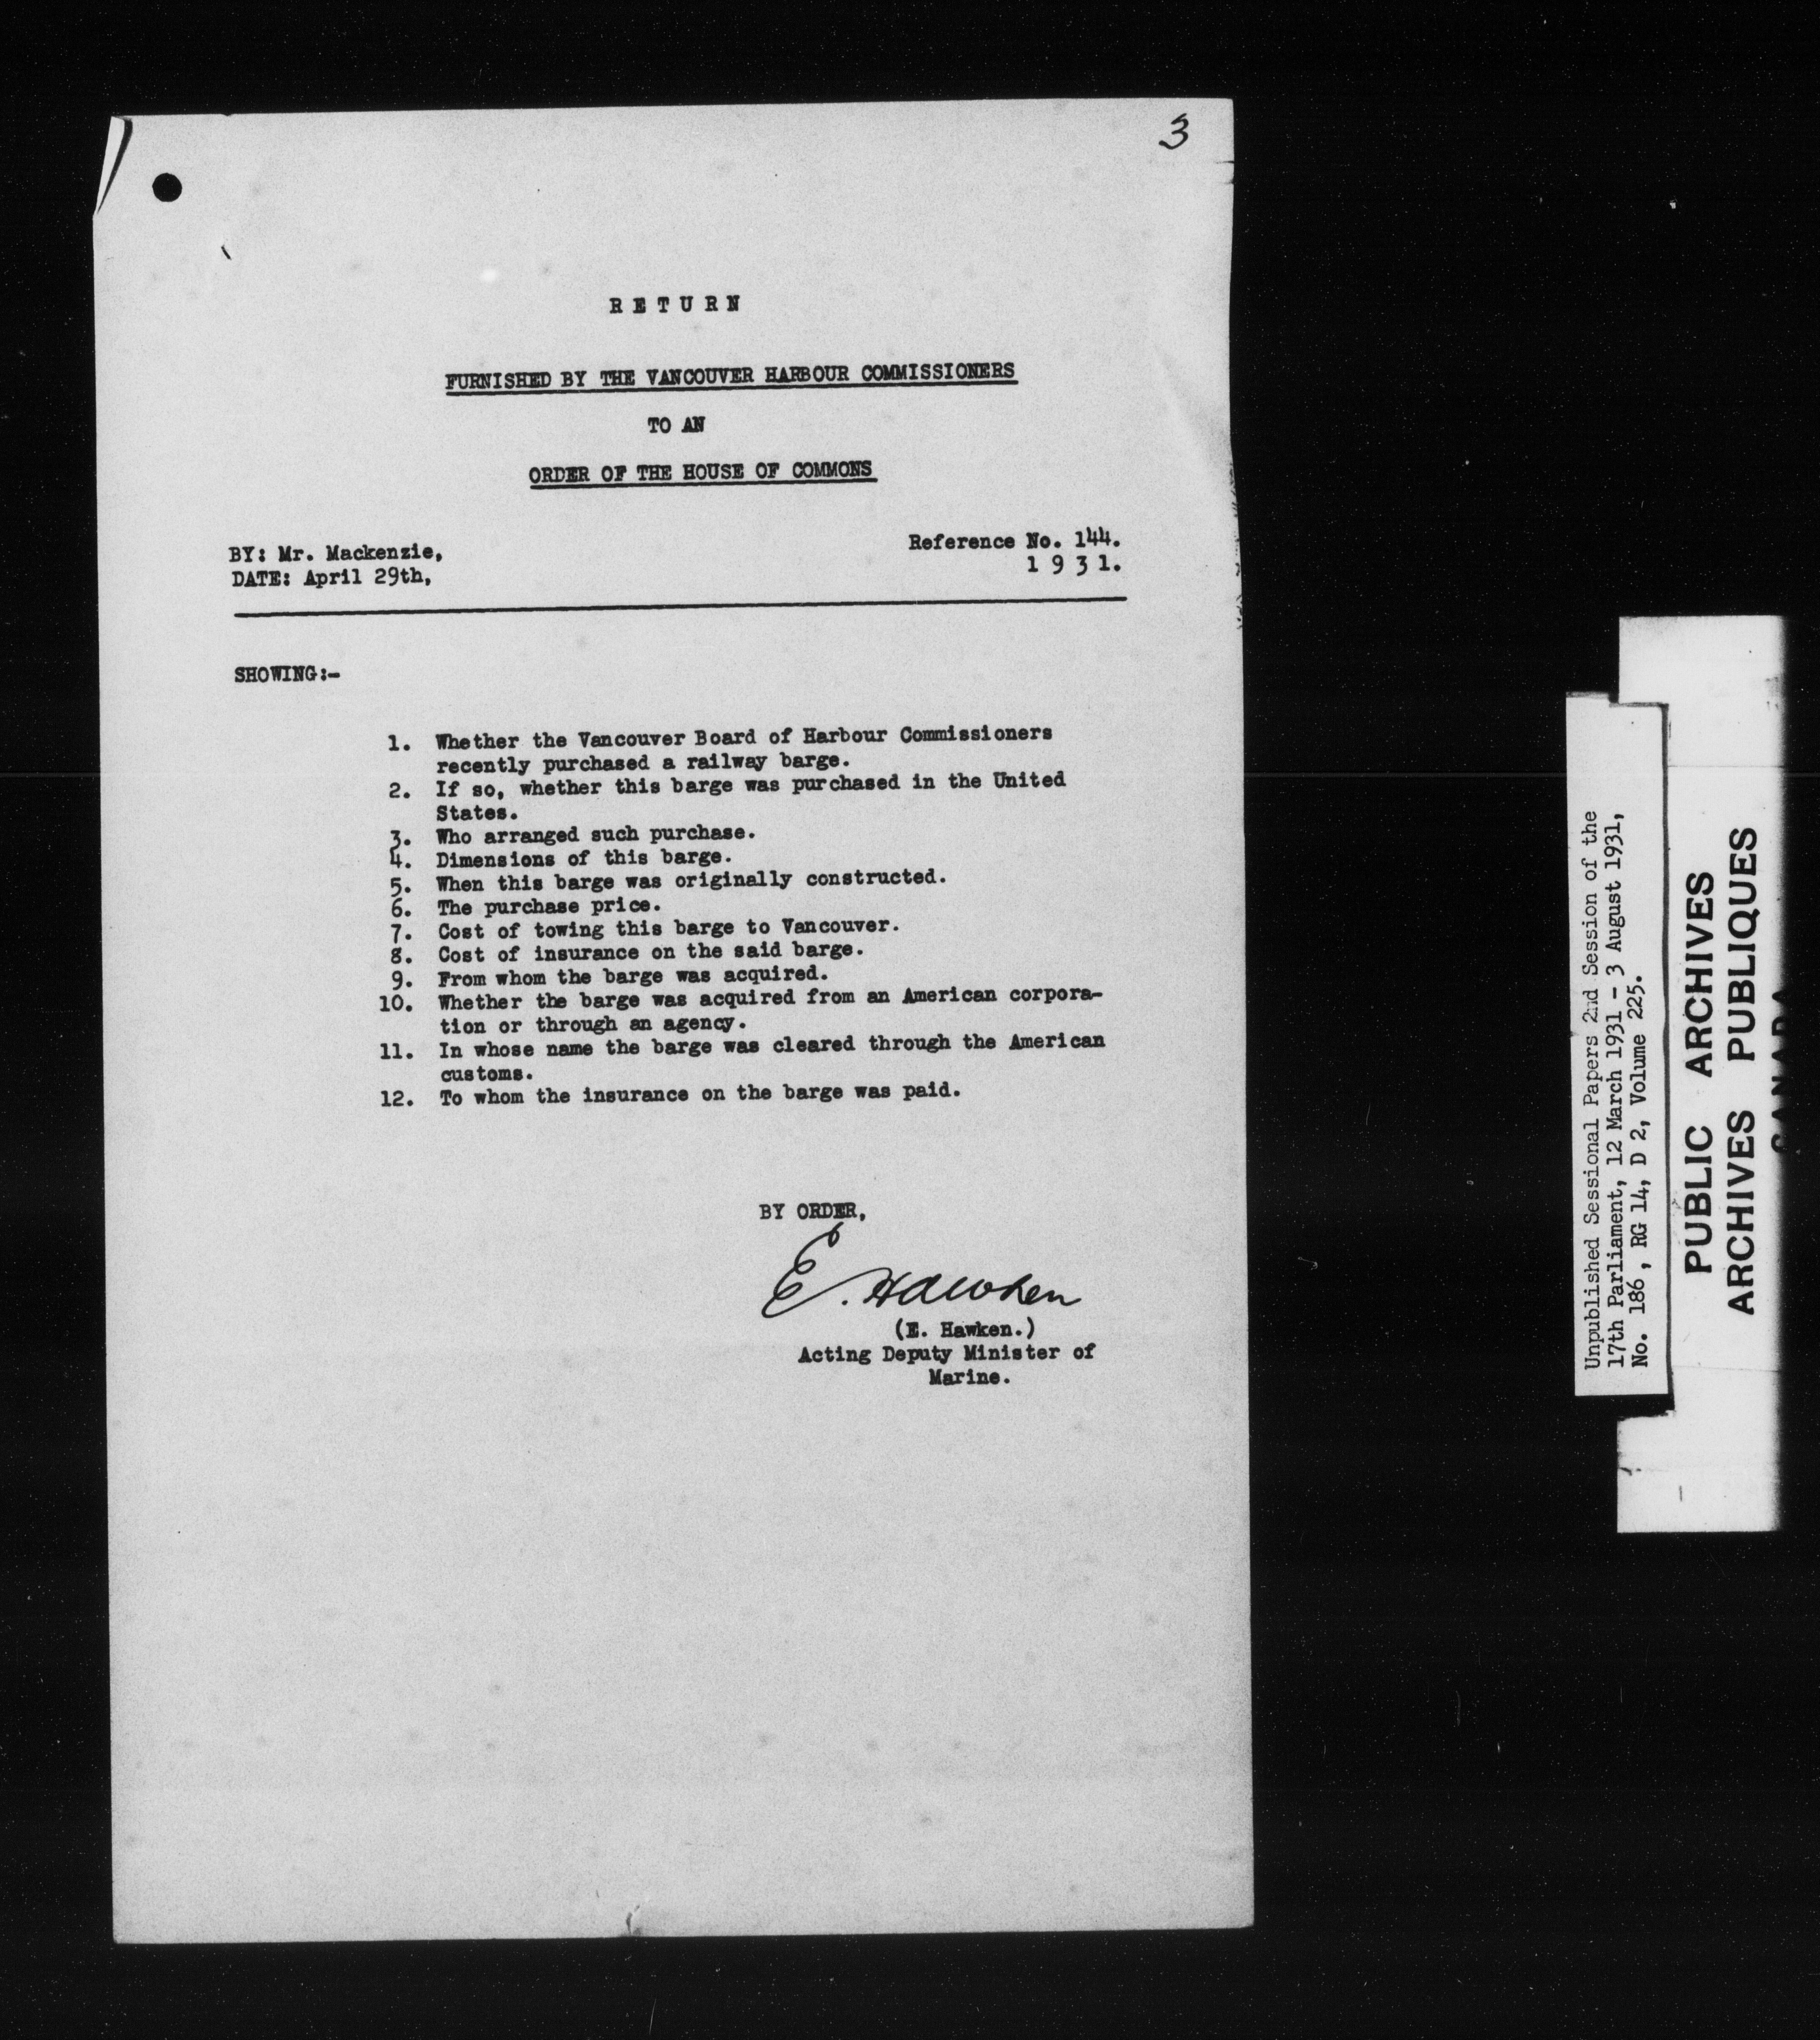 3
R E T U R N
FURNISHED BY THE VANCOUVER HARBOUR COMMISSIONERS
TO AN
ORDER OF THE HOUSE OF COMMONS
BY: Mr. Mackenzie,
DATE: April 29th,
Reference No. 144.
1 9 3 1.
SHOWING:-
1. Whether the Vancouver Board of Harbour Commissioners
recently purchased a railway barge.
2. If so, whether this barge was purchased in the United
States.
3. Who arranged such purchase.
4. Dimensions of this barge.
5. When this barge was originally constructed.
6. The purchase price.
7. Cost of towing this barge to Vancouver.
8. Cost of insurance on the said barge.
9. From whom the barge was acquired.
10. Whether the barge was acquired from an American corpora-
tion or through an agency.
11. In whose name the barge was cleared through the American
customs.
12. To whom the insurance on the barge was paid.
BY ORDER,
E. Hawken
(E. Hawken.)
Acting Deputy Minister of
Marine.
Unpublished Sessional Papers 2nd Session of the
17th Parliament, 12 March 1931 - 3 August 1931,
No. 186, RG 14, D 2, Volume 225.
PUBLIC ARCHIVES
ARCHIVES PUBLIQUES
CANADA